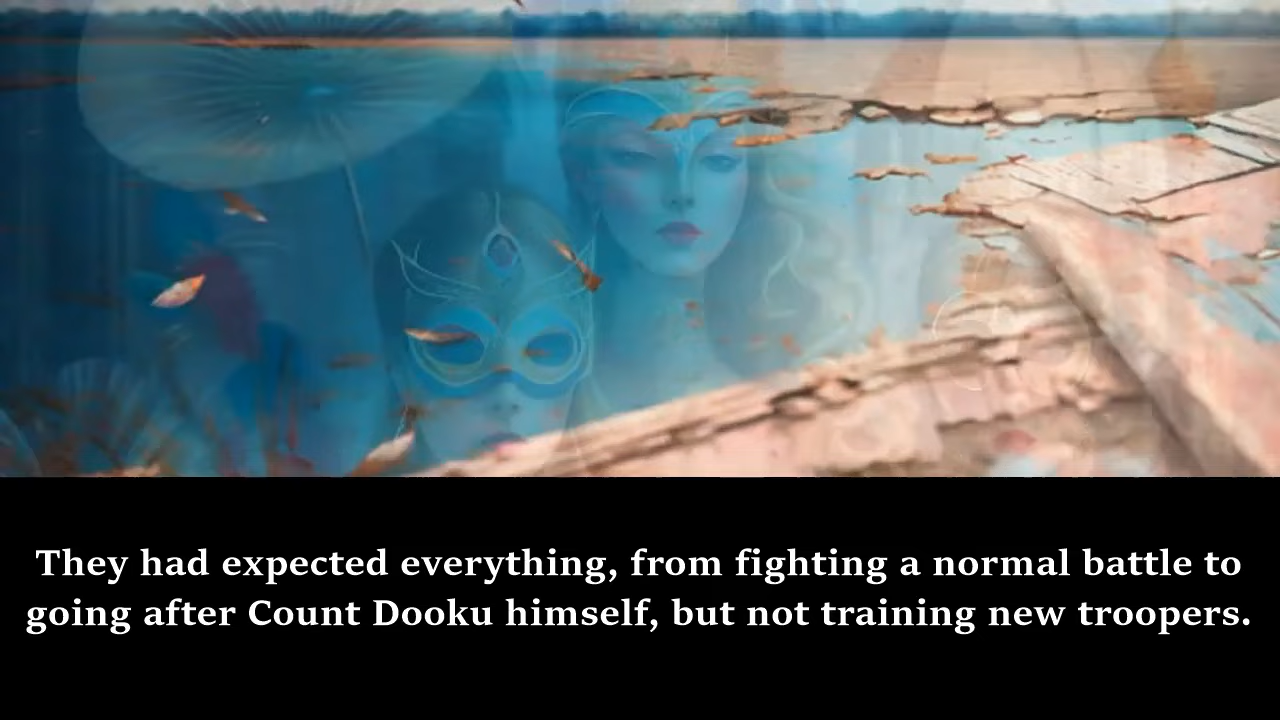 They had expected everything, from fighting a normal battle to
going after Count Dooku himself, but not training new troopers.